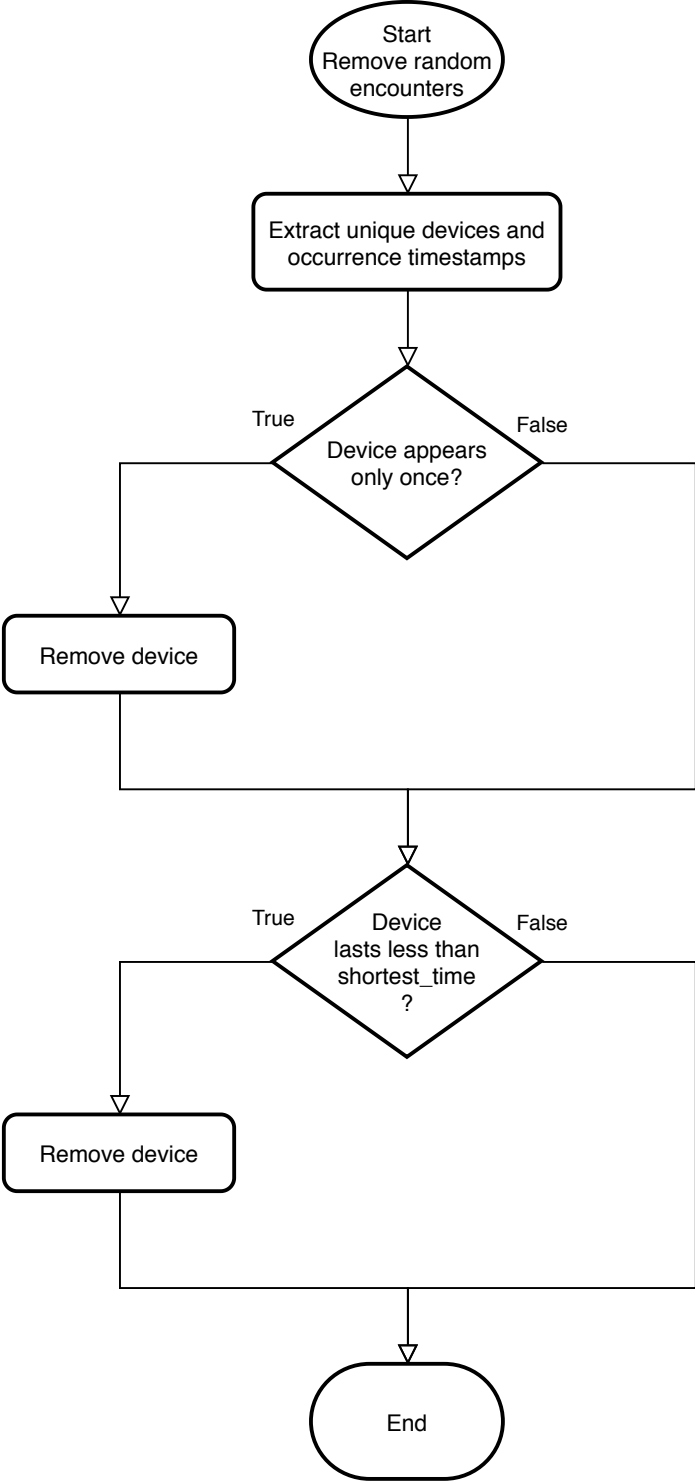 Start
Remove random
encounters
Extract unique devices and
occurrence timestamps
True
False
Device appears
only once?
Remove device
True
False
Device
lasts less than
shortest_time
?
Remove device
End